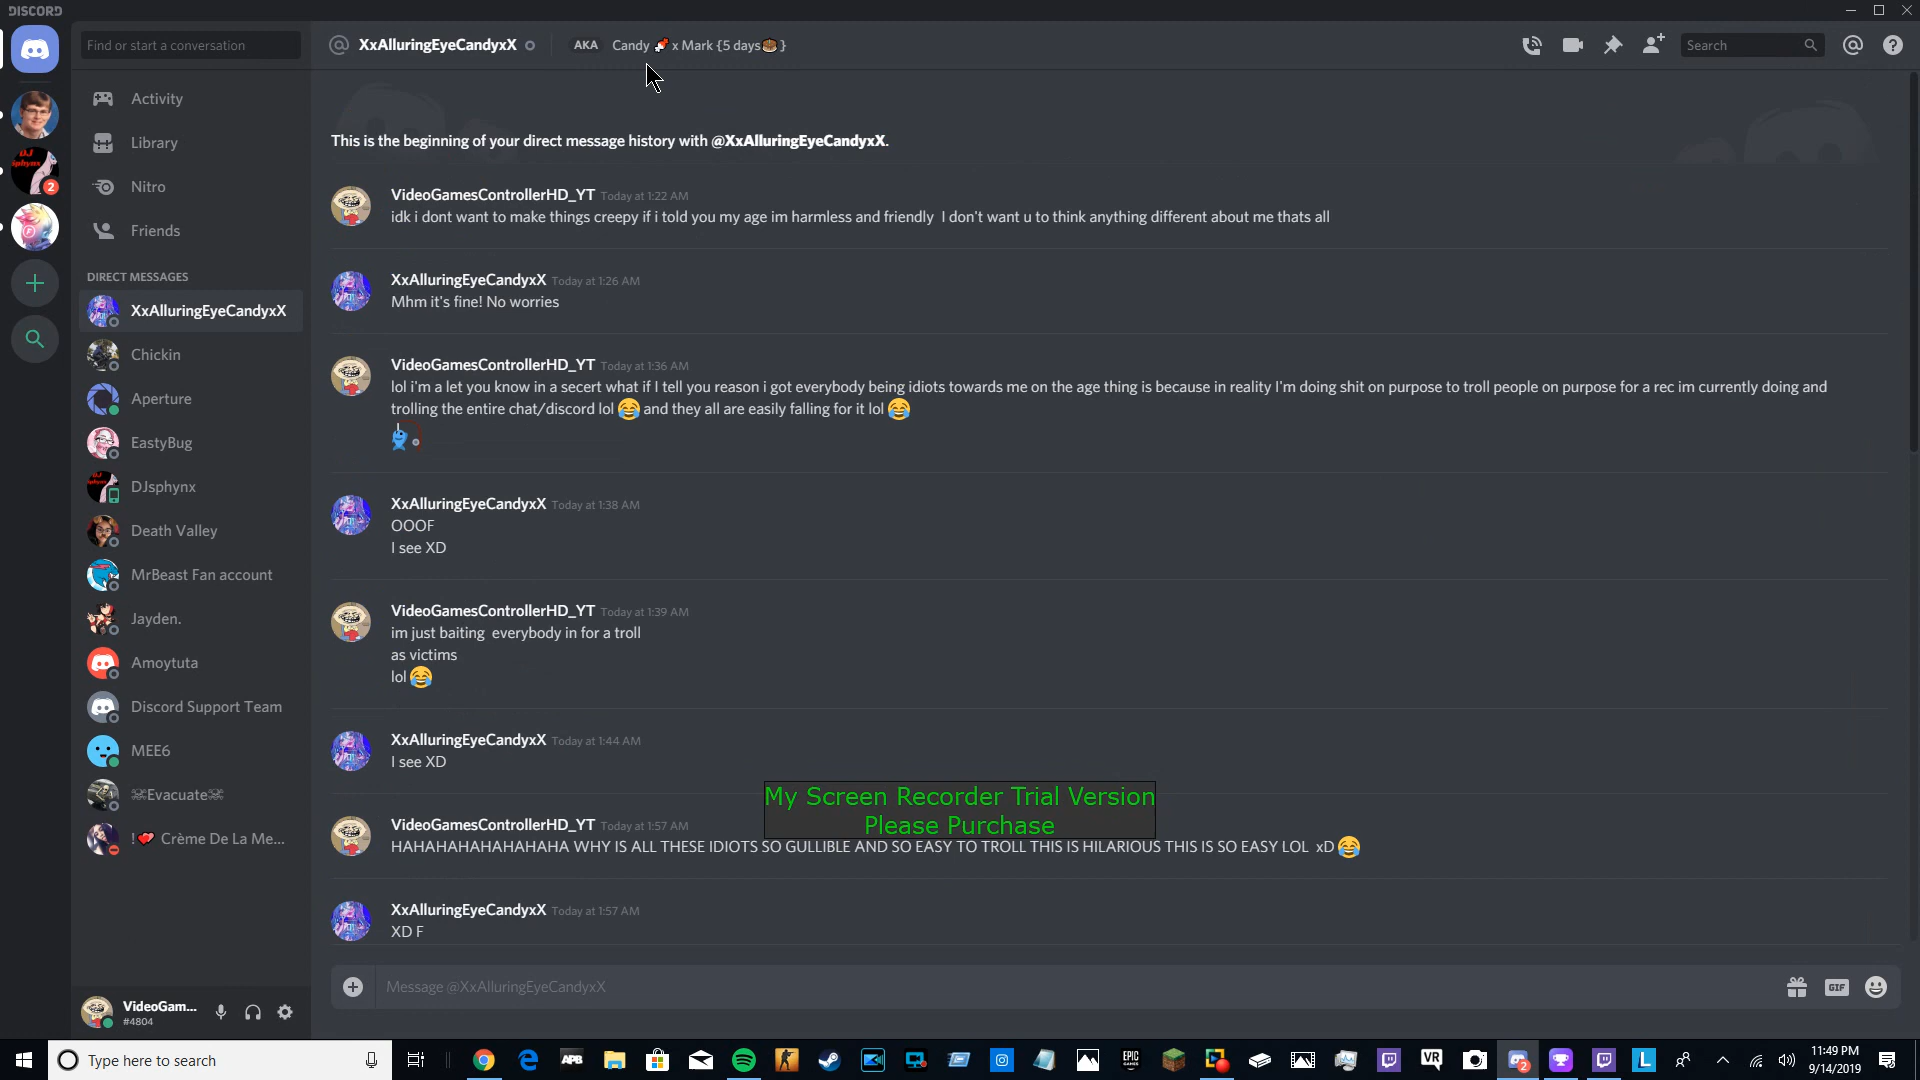 DISCORD
Find or start a conversation
XxAlluringEyeCandyxX
AKA Candy x Mark {5 days }
Search
Activity
Library
Nitro
Friends
DIRECT MESSAGES
XxAlluringEyeCandyxX
Chickin
Aperture
EastyBug
DJsphynx
Death Valley
MrBeast Fan account
Jayden.
Amoytuta
Discord Support Team
MEE6
☠Evacuate☠
!💕 Crème De La Me...
2
This is the beginning of your direct message history with @XxAlluringEyeCandyxX.
VideoGamesControllerHD_YT Today at 1:22 AM
idk i dont want to make things creepy if i told you my age im harmless and friendly I don't want u to think anything different about me thats all
XxAlluringEyeCandyxX Today at 1:26 AM
Mhm it's fine! No worries
VideoGamesControllerHD_YT Today at 1:36 AM
lol i'm a let you know in a secert what if I tell you reason i got everybody being idiots towards me on the age thing is because in reality I'm doing shit on purpose to troll people on purpose for a rec im currently doing and
trolling the entire chat/discord lol 😂 and they all are easily falling for it lol 😂
XxAlluringEyeCandyxX Today at 1:38 AM
OOOF
I see XD
VideoGamesControllerHD_YT Today at 1:39 AM
im just baiting everybody in for a troll
as victims
lol 😂
XxAlluringEyeCandyxX Today at 1:44 AM
I see XD
My Screen Recorder Trial Version
Please Purchase
VideoGamesControllerHD_YT Today at 1:57 AM
HAHAHAHAHAHAHAHA WHY IS ALL THESE IDIOTS SO GULLIBLE AND SO EASY TO TROLL THIS IS HILARIOUS THIS IS SO EASY LOL xD 😂
XxAlluringEyeCandyxX Today at 1:57 AM
XD F
Message @XxAlluringEyeCandyxX
GIF
VideoGam...
#4804
Type here to search
APB
EPIC
GAMES
VR
L
2
11:49 PM
9/14/2019